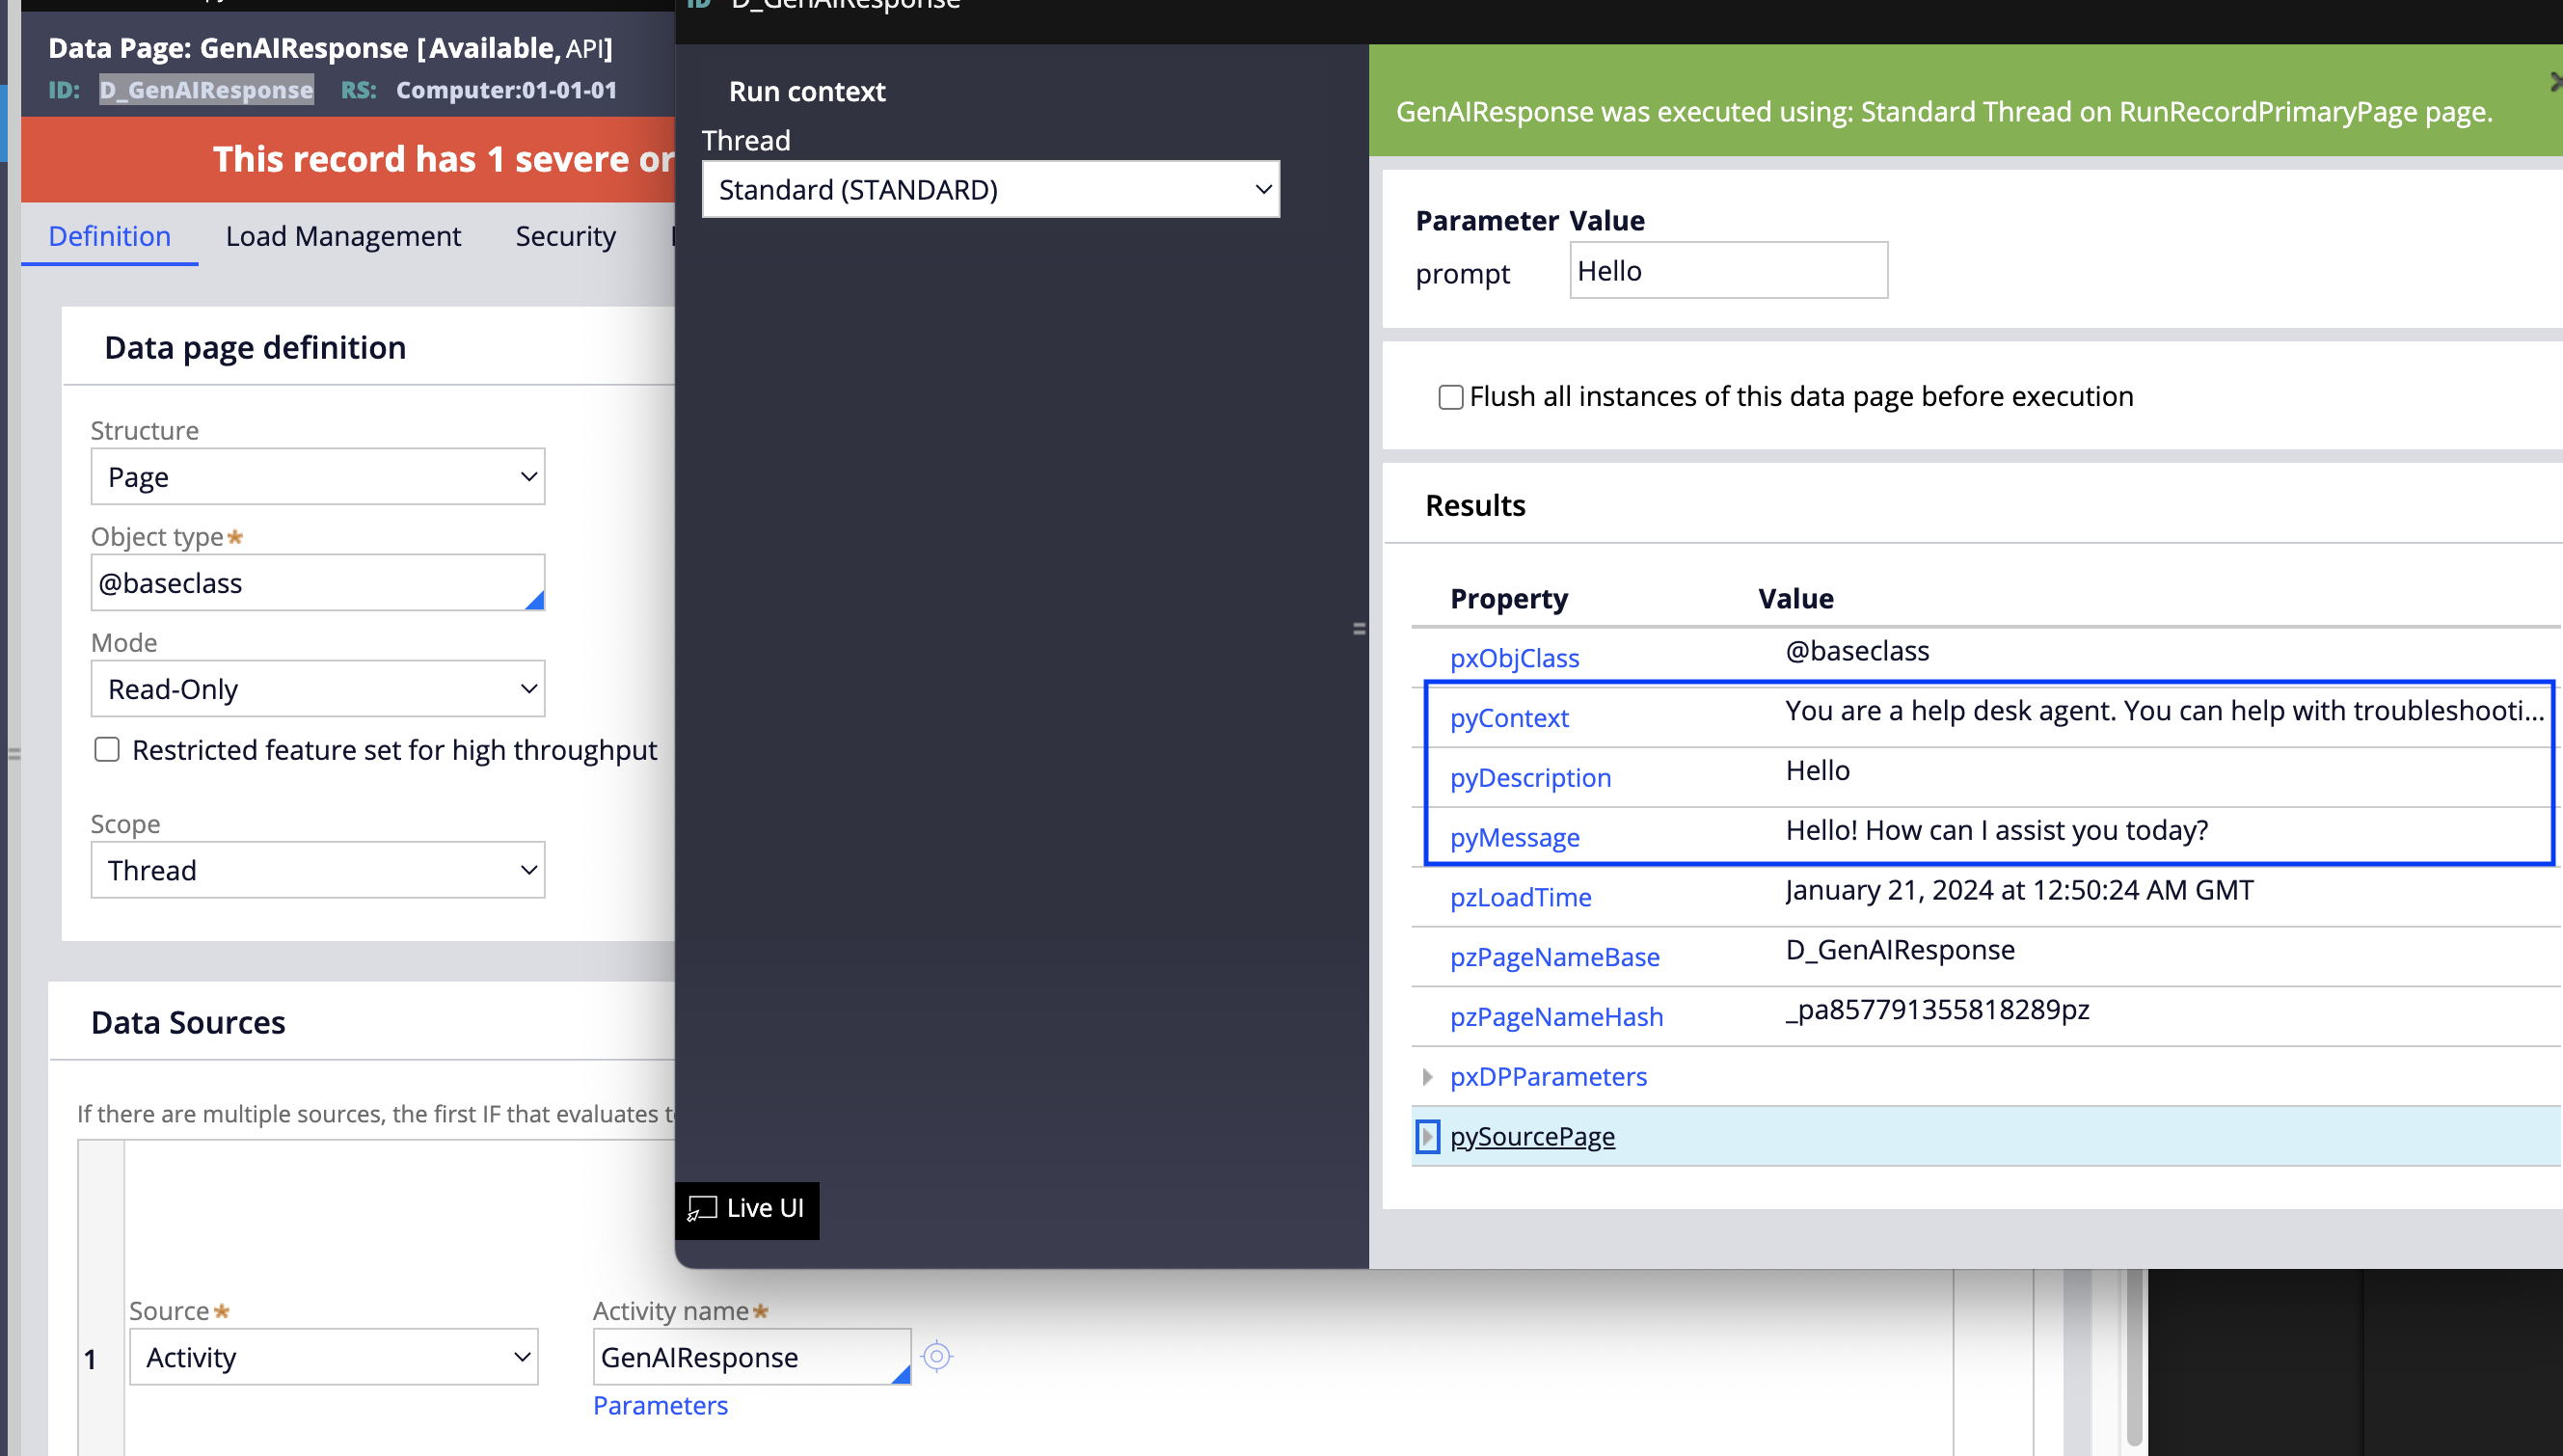 Data Page: GenAIResponse [Available, API]
ID: D_GenAIResponse RS: Computer:01-01-01
This record has 1 severe or
Definition Load Management Security
Data page definition
Structure
Page
Object type*
@baseclass
Mode
Read-Only
Restricted feature set for high throughput
Scope
Thread
Data Sources
If there are multiple sources, the first IF that evaluates
1
Source*
Activity
Activity name*
GenAIResponse
Parameters
ID D_GenAIResponse
Run context
Thread
Standard (STANDARD)
Live UI
GenAIResponse was executed using: Standard Thread on RunRecordPrimaryPage page.
Parameter Value
prompt Hello
Flush all instances of this data page before execution
Results
Property Value
pxObjClass @baseclass
pyContext You are a help desk agent. You can help with troubleshooti...
pyDescription Hello
pyMessage Hello! How can I assist you today?
pzLoadTime January 21, 2024 at 12:50:24 AM GMT
pzPageNameBase D_GenAIResponse
pzPageNameHash _pa857791355818289pz
pxDPParameters
pySourcePage